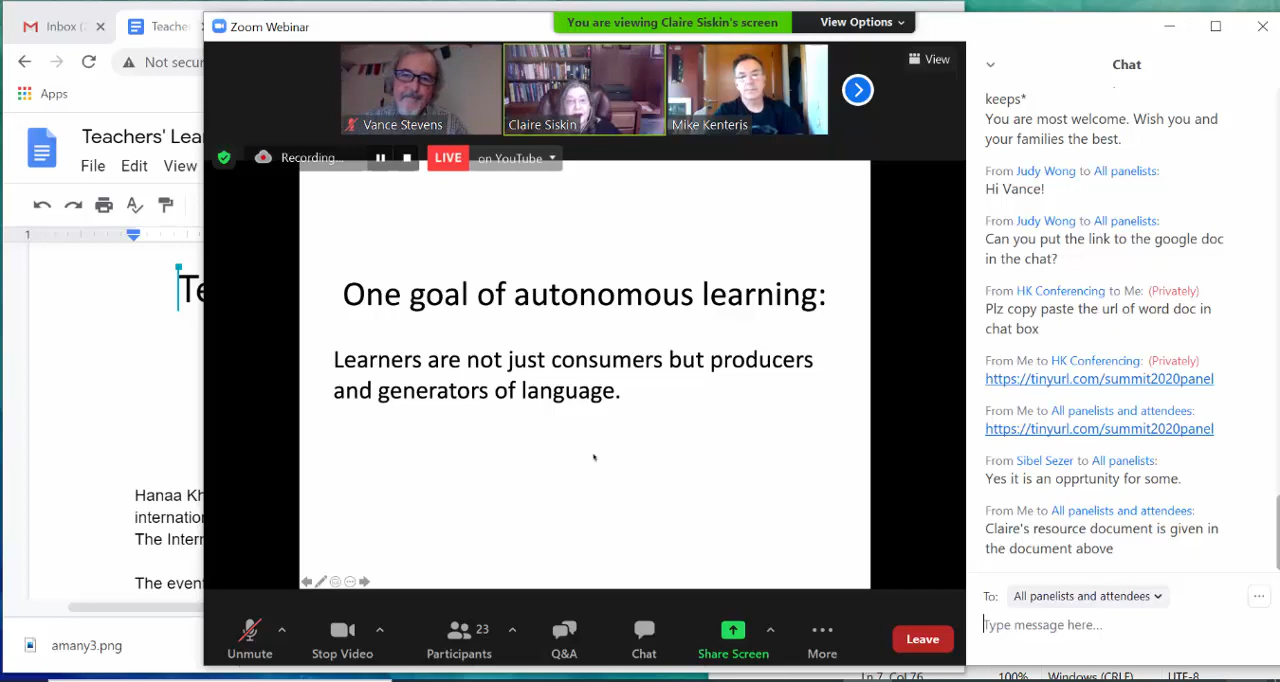 Inbox (
Teache
Not secur
Apps
Teachers' Lea
File Edit View
1
Te
Hanaa Kh
internation
The Intern
The event
amany3.png
Zoom Webinar
You are viewing Claire Siskin's screen
View Options
View
Vance Stevens
Claire Siskin
Mike Kenteris
Recording...
LIVE on YouTube
One goal of autonomous learning:
Learners are not just consumers but producers
and generators of language.
Unmute
Stop Video
23
Participants
Q&A
Chat
Share Screen
More
Leave
Chat
keeps*
You are most welcome. Wish you and
your families the best.
From Judy Wong to All panelists:
Hi Vance!
From Judy Wong to All panelists:
Can you put the link to the google doc
in the chat?
From HK Conferencing to Me: (Privately)
Plz copy paste the url of word doc in
chat box
From Me to HK Conferencing: (Privately)
https://tinyurl.com/summit2020panel
From Me to All panelists and attendees:
https://tinyurl.com/summit2020panel
From Sibel Sezer to All panelists:
Yes it is an opprtunity for some.
From Me to All panelists and attendees:
Claire's resource document is given in
the document above
To: All panelists and attendees
Type message here...
Ln 7, Col 76 100% Windows (CRLF) UTF-8